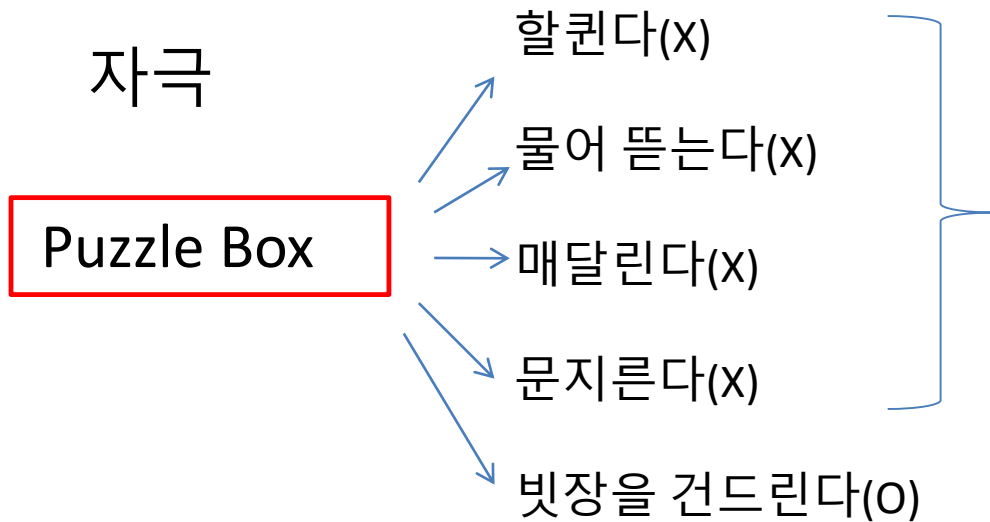 자극
Puzzle Box
할퀸다(X)
물어 뜯는다(X)
매달린다(X)
문지른다(X)
빗장을 건드린다(O)